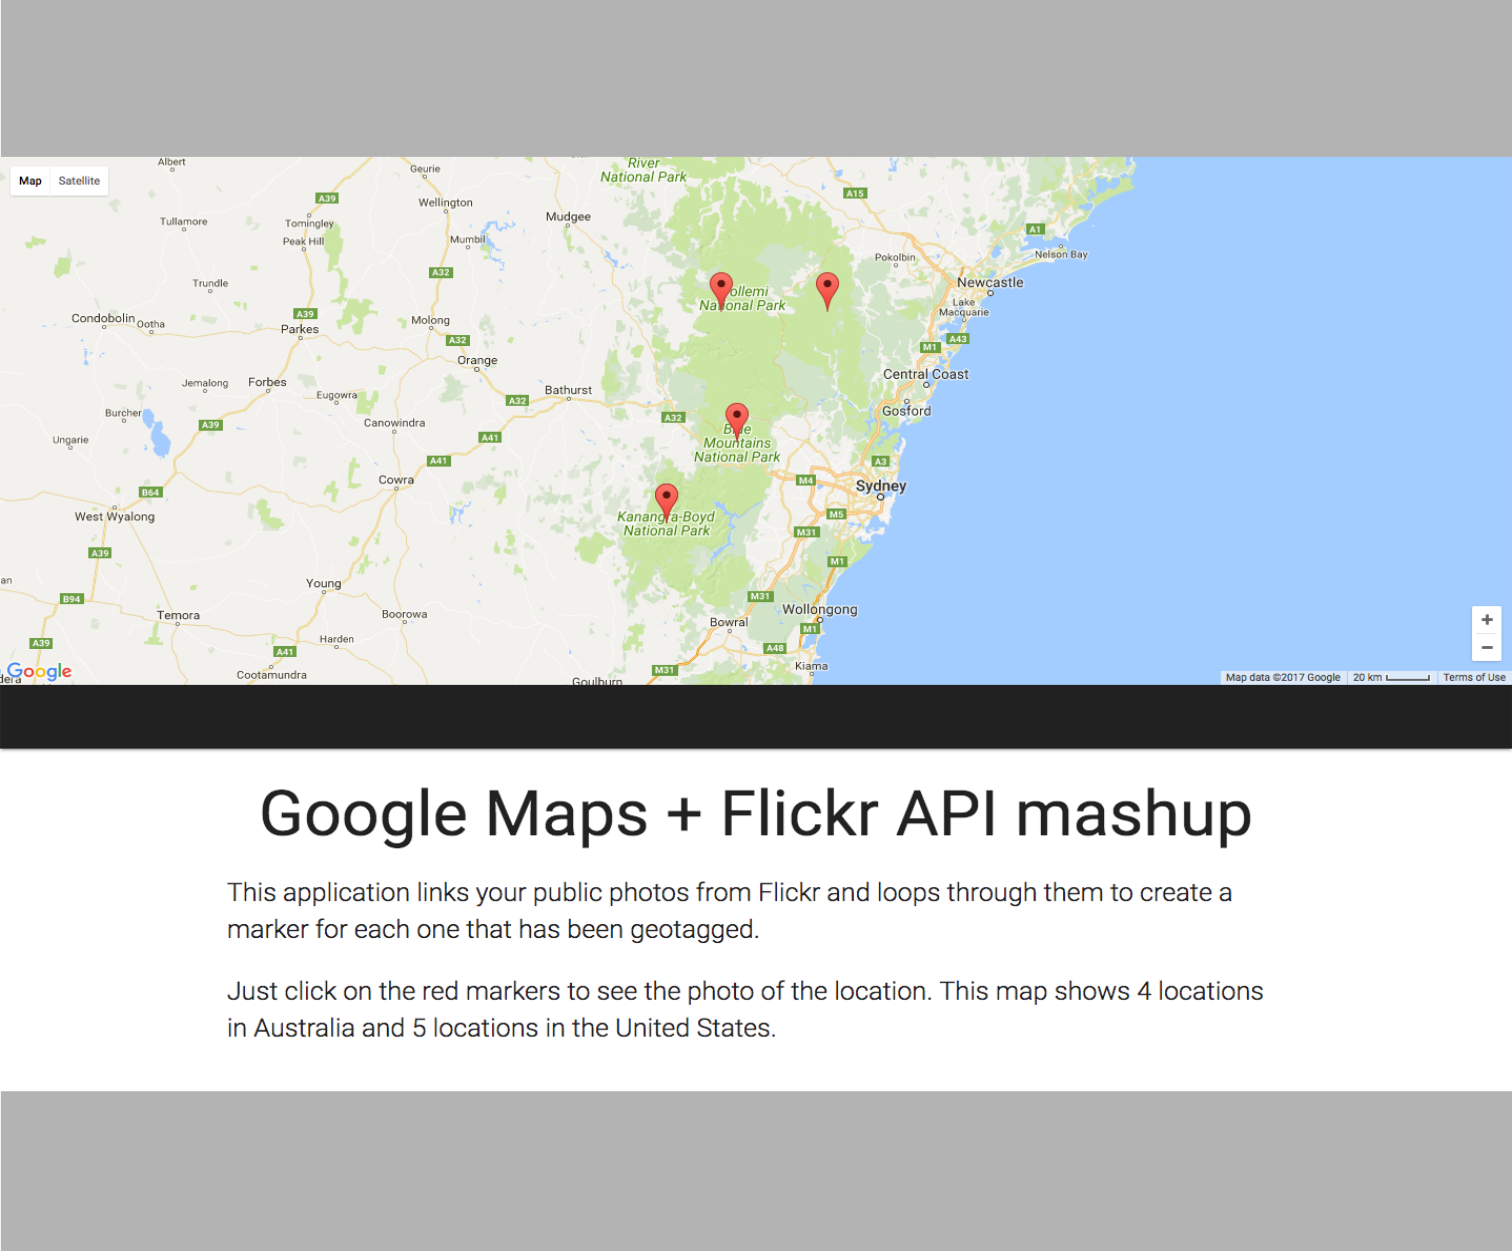 Map Satellite
Albert
Geurie
River
National Park
A39
A15
Wellington
Tullamore
Tomingley
Mudgee
A1
Peak Hill
Mumbil
Nelson Bay
Pokolbin
A32
Trundle
Newcastle
ollemi
National Park
Lake
Macquarie
Condobolin
Ootha
A39
Parkes
Molong
A32
M1
A43
Orange
Central Coast
Jemalong
Forbes
Eugowra
Bathurst
A32
Gosford
Burcher
Canowindra
A32
A39
Blue
Mountains
National Park
Ungarie
A41
A41
A3
Cowra
M4
Sydney
B64
West Wyalong
Kanangra-Boyd
National Park
M5
M31
A39
M1
an
Young
B94
M31
Temora
Boorowa
Wollongong
Bowral
M1
Harden
A39
A41
A48
Google
dera
Cootamundra
M31
Kiama
Goulburn
+
−
Map data ©2017 Google 20 km Terms of Use
Google Maps + Flickr API mashup
This application links your public photos from Flickr and loops through them to create a
marker for each one that has been geotagged.
Just click on the red markers to see the photo of the location. This map shows 4 locations
in Australia and 5 locations in the United States.